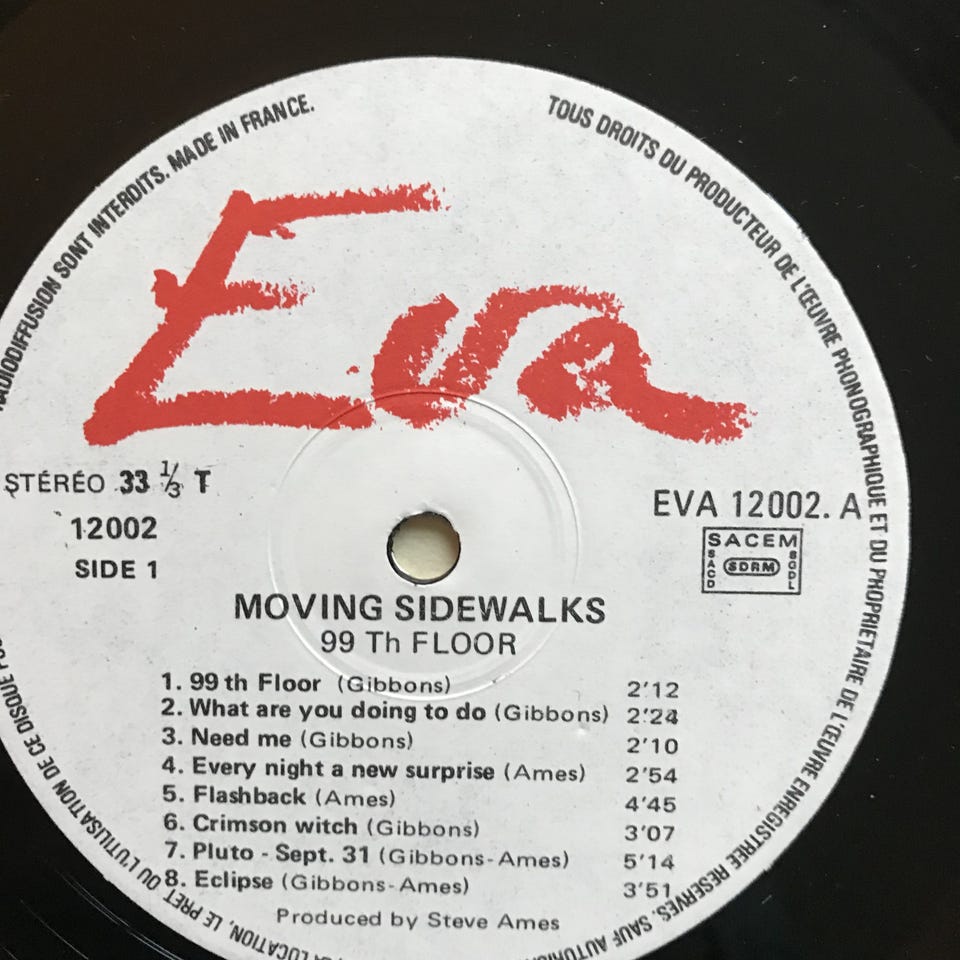 RADIODIFFUSION SONT INTERDITS. MADE IN FRANCE.
TOUS DROITS DU PRODUCTEUR DE L'ŒUVRE PHONOGRAPHIQUE ET DU PROPRIETAIRE DE L'ŒUVRE ENREGISTREE RESERVES. SAUF
LOCATION, LE PRET OU L'UTILISATION DE CE DISQUE
Eva
STÉRÉO 33 1/3 T
12002
SIDE 1
EVA 12002. A
SACEM
SACD
SDRM
SGDL
MOVING SIDEWALKS
99 Th FLOOR
1. 99 th Floor (Gibbons) 2'12
2. What are you doing to do (Gibbons) 2'24
3. Need me (Gibbons) 2'10
4. Every night a new surprise (Ames) 2'54
5. Flashback (Ames) 4'45
6. Crimson witch (Gibbons) 3'07
7. Pluto - Sept. 31 (Gibbons-Ames) 5'14
8. Eclipse (Gibbons-Ames) 3'51
Produced by Steve Ames